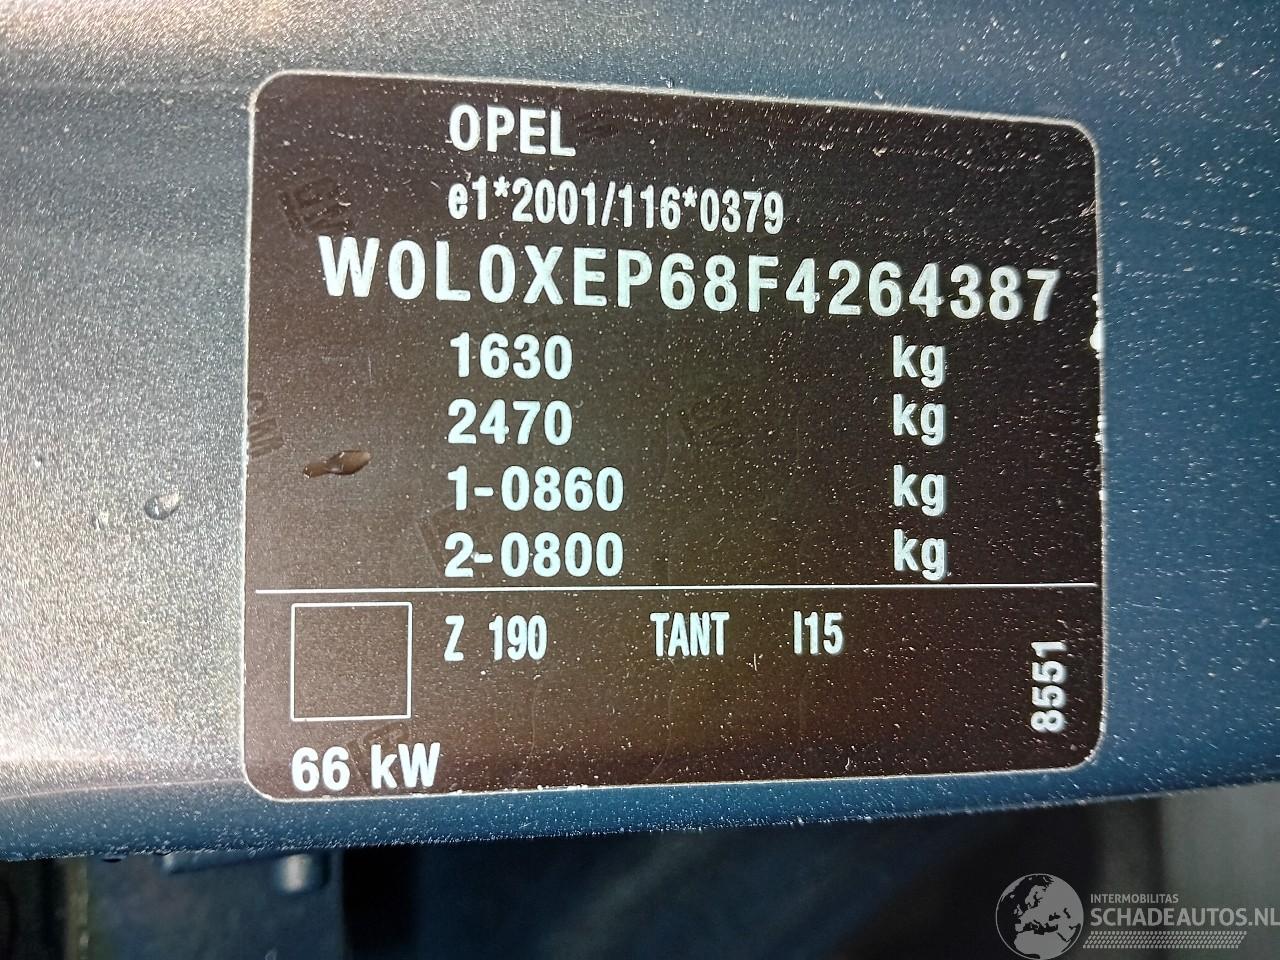 OPEL
e1*2001/116*0379
W0L0XEP68F4264387
1630 kg
2470 kg
1-0860 kg
2-0800 kg
Z 190 TANT I15
8551
66 kW
INTERMOBILITAS
SCHADEAUTOS.NL